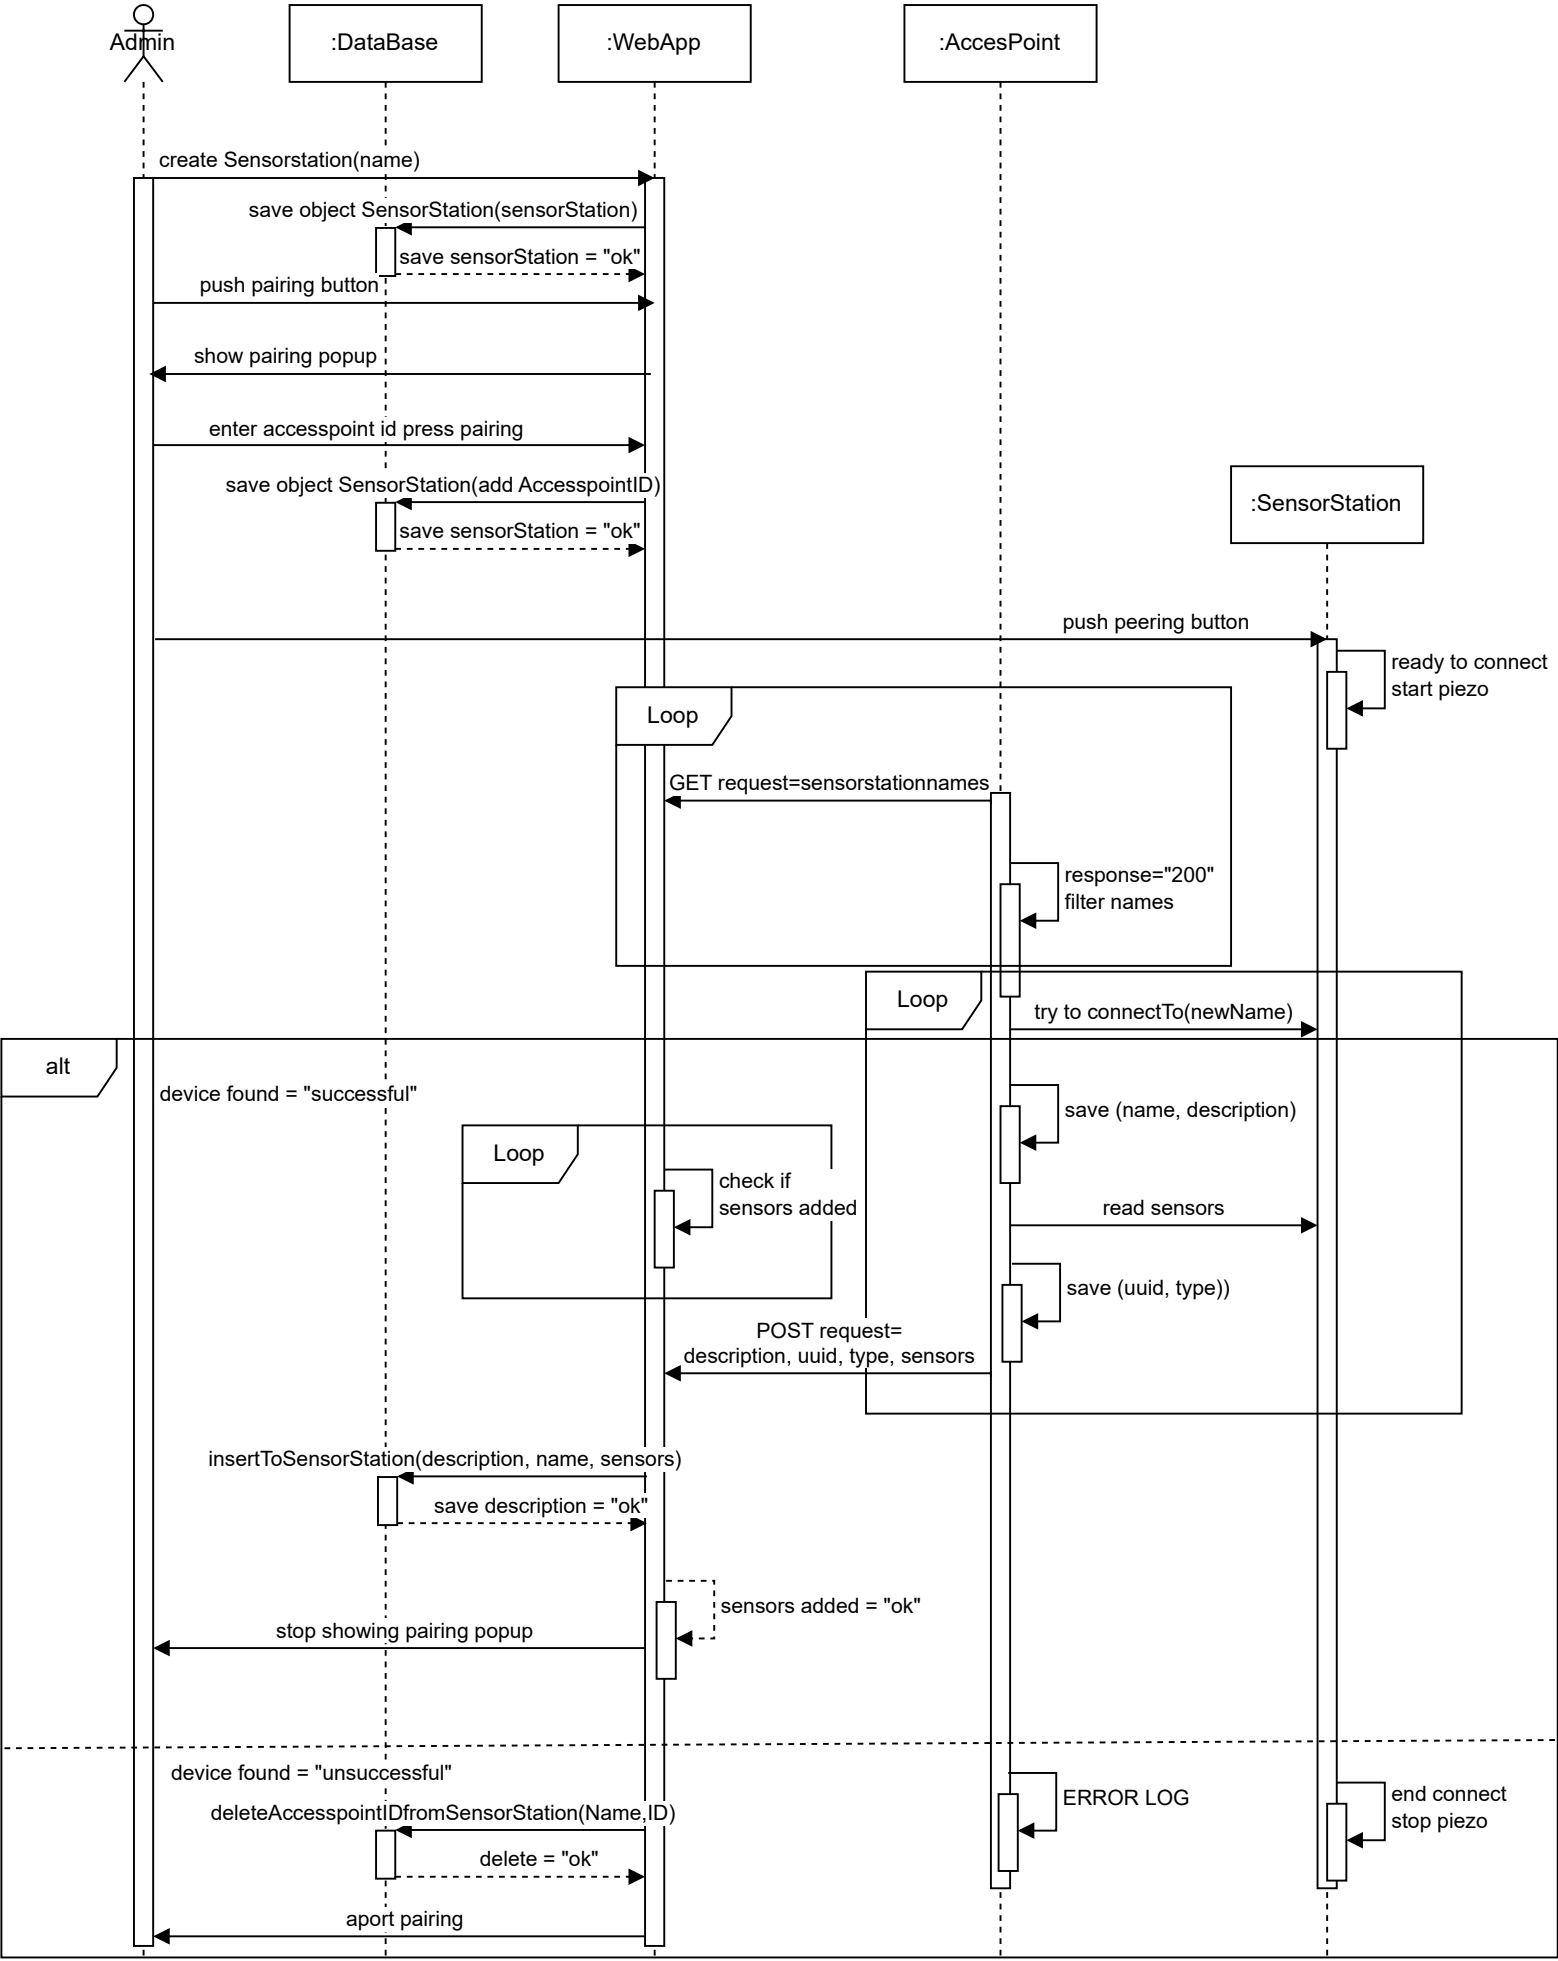 Admin
:DataBase
:WebApp
:AccesPoint
create Sensorstation(name)
save object SensorStation(sensorStation)
save sensorStation = "ok"
push pairing button
show pairing popup
enter accesspoint id press pairing
save object SensorStation(add AccesspointID)
:SensorStation
save sensorStation = "ok"
push peering button
ready to connect
start piezo
Loop
GET request=sensorstationnames
response="200"
filter names
Loop
try to connectTo(newName)
alt
device found = "successful"
save (name, description)
Loop
check if
sensors added
read sensors
save (uuid, type))
POST request=
description, uuid, type, sensors
insertToSensorStation(description, name, sensors)
save description = "ok"
sensors added = "ok"
stop showing pairing popup
device found = "unsuccessful"
ERROR LOG
end connect
stop piezo
deleteAccesspointIDfromSensorStation(Name,ID)
delete = "ok"
aport pairing